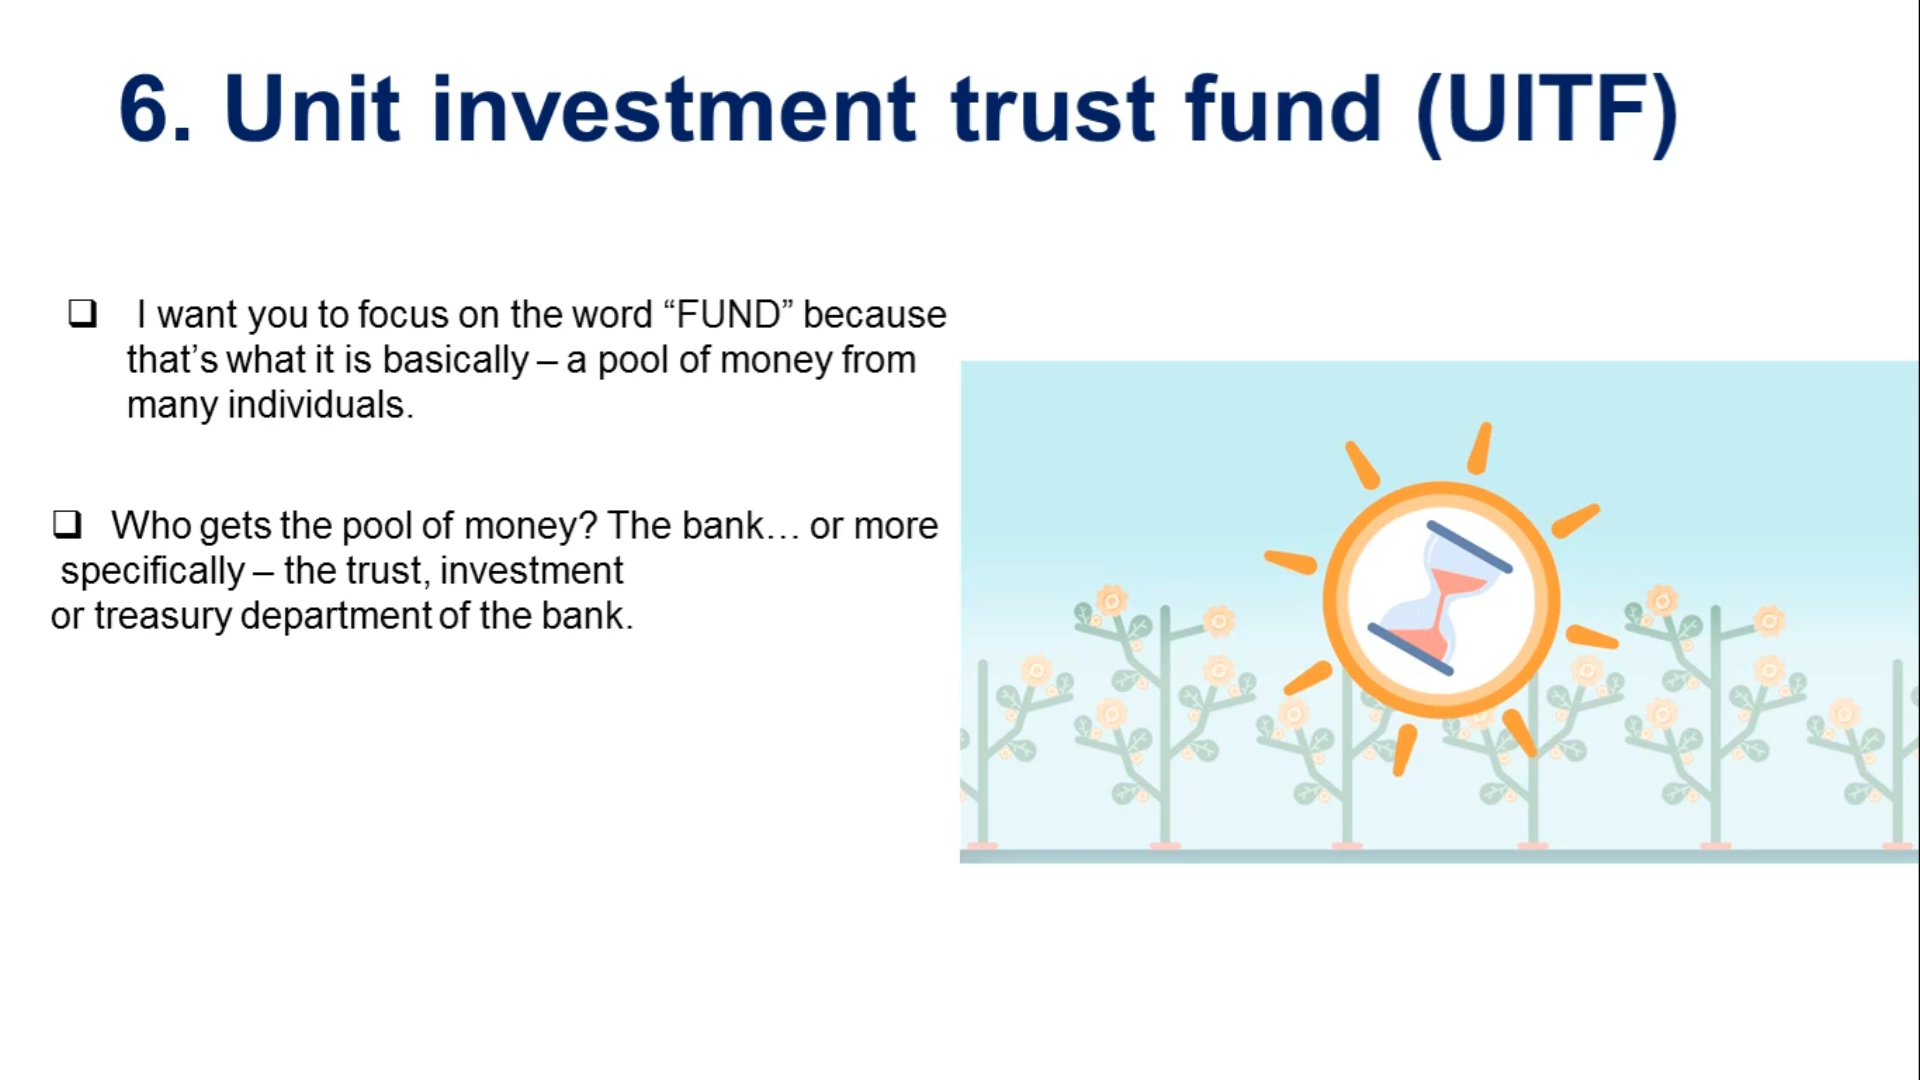 6. Unit investment trust fund (UITF)
❑ I want you to focus on the word “FUND” because
that’s what it is basically – a pool of money from
many individuals.
❑ Who gets the pool of money? The bank… or more
specifically – the trust, investment
or treasury department of the bank.